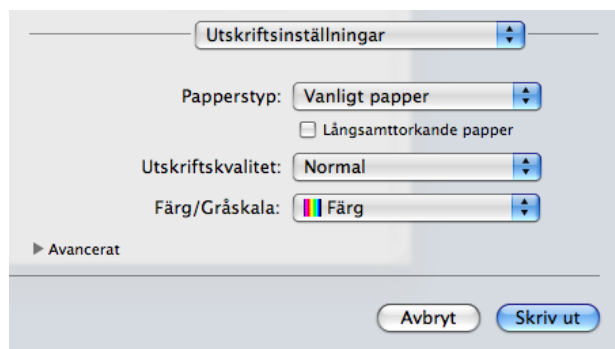 Utskriftsinställningar
Papperstyp: Vanligt papper
Långsamttorkande papper
Utskriftskvalitet: Normal
Färg/Gråskala: Färg
Avancerat
Avbryt Skriv ut